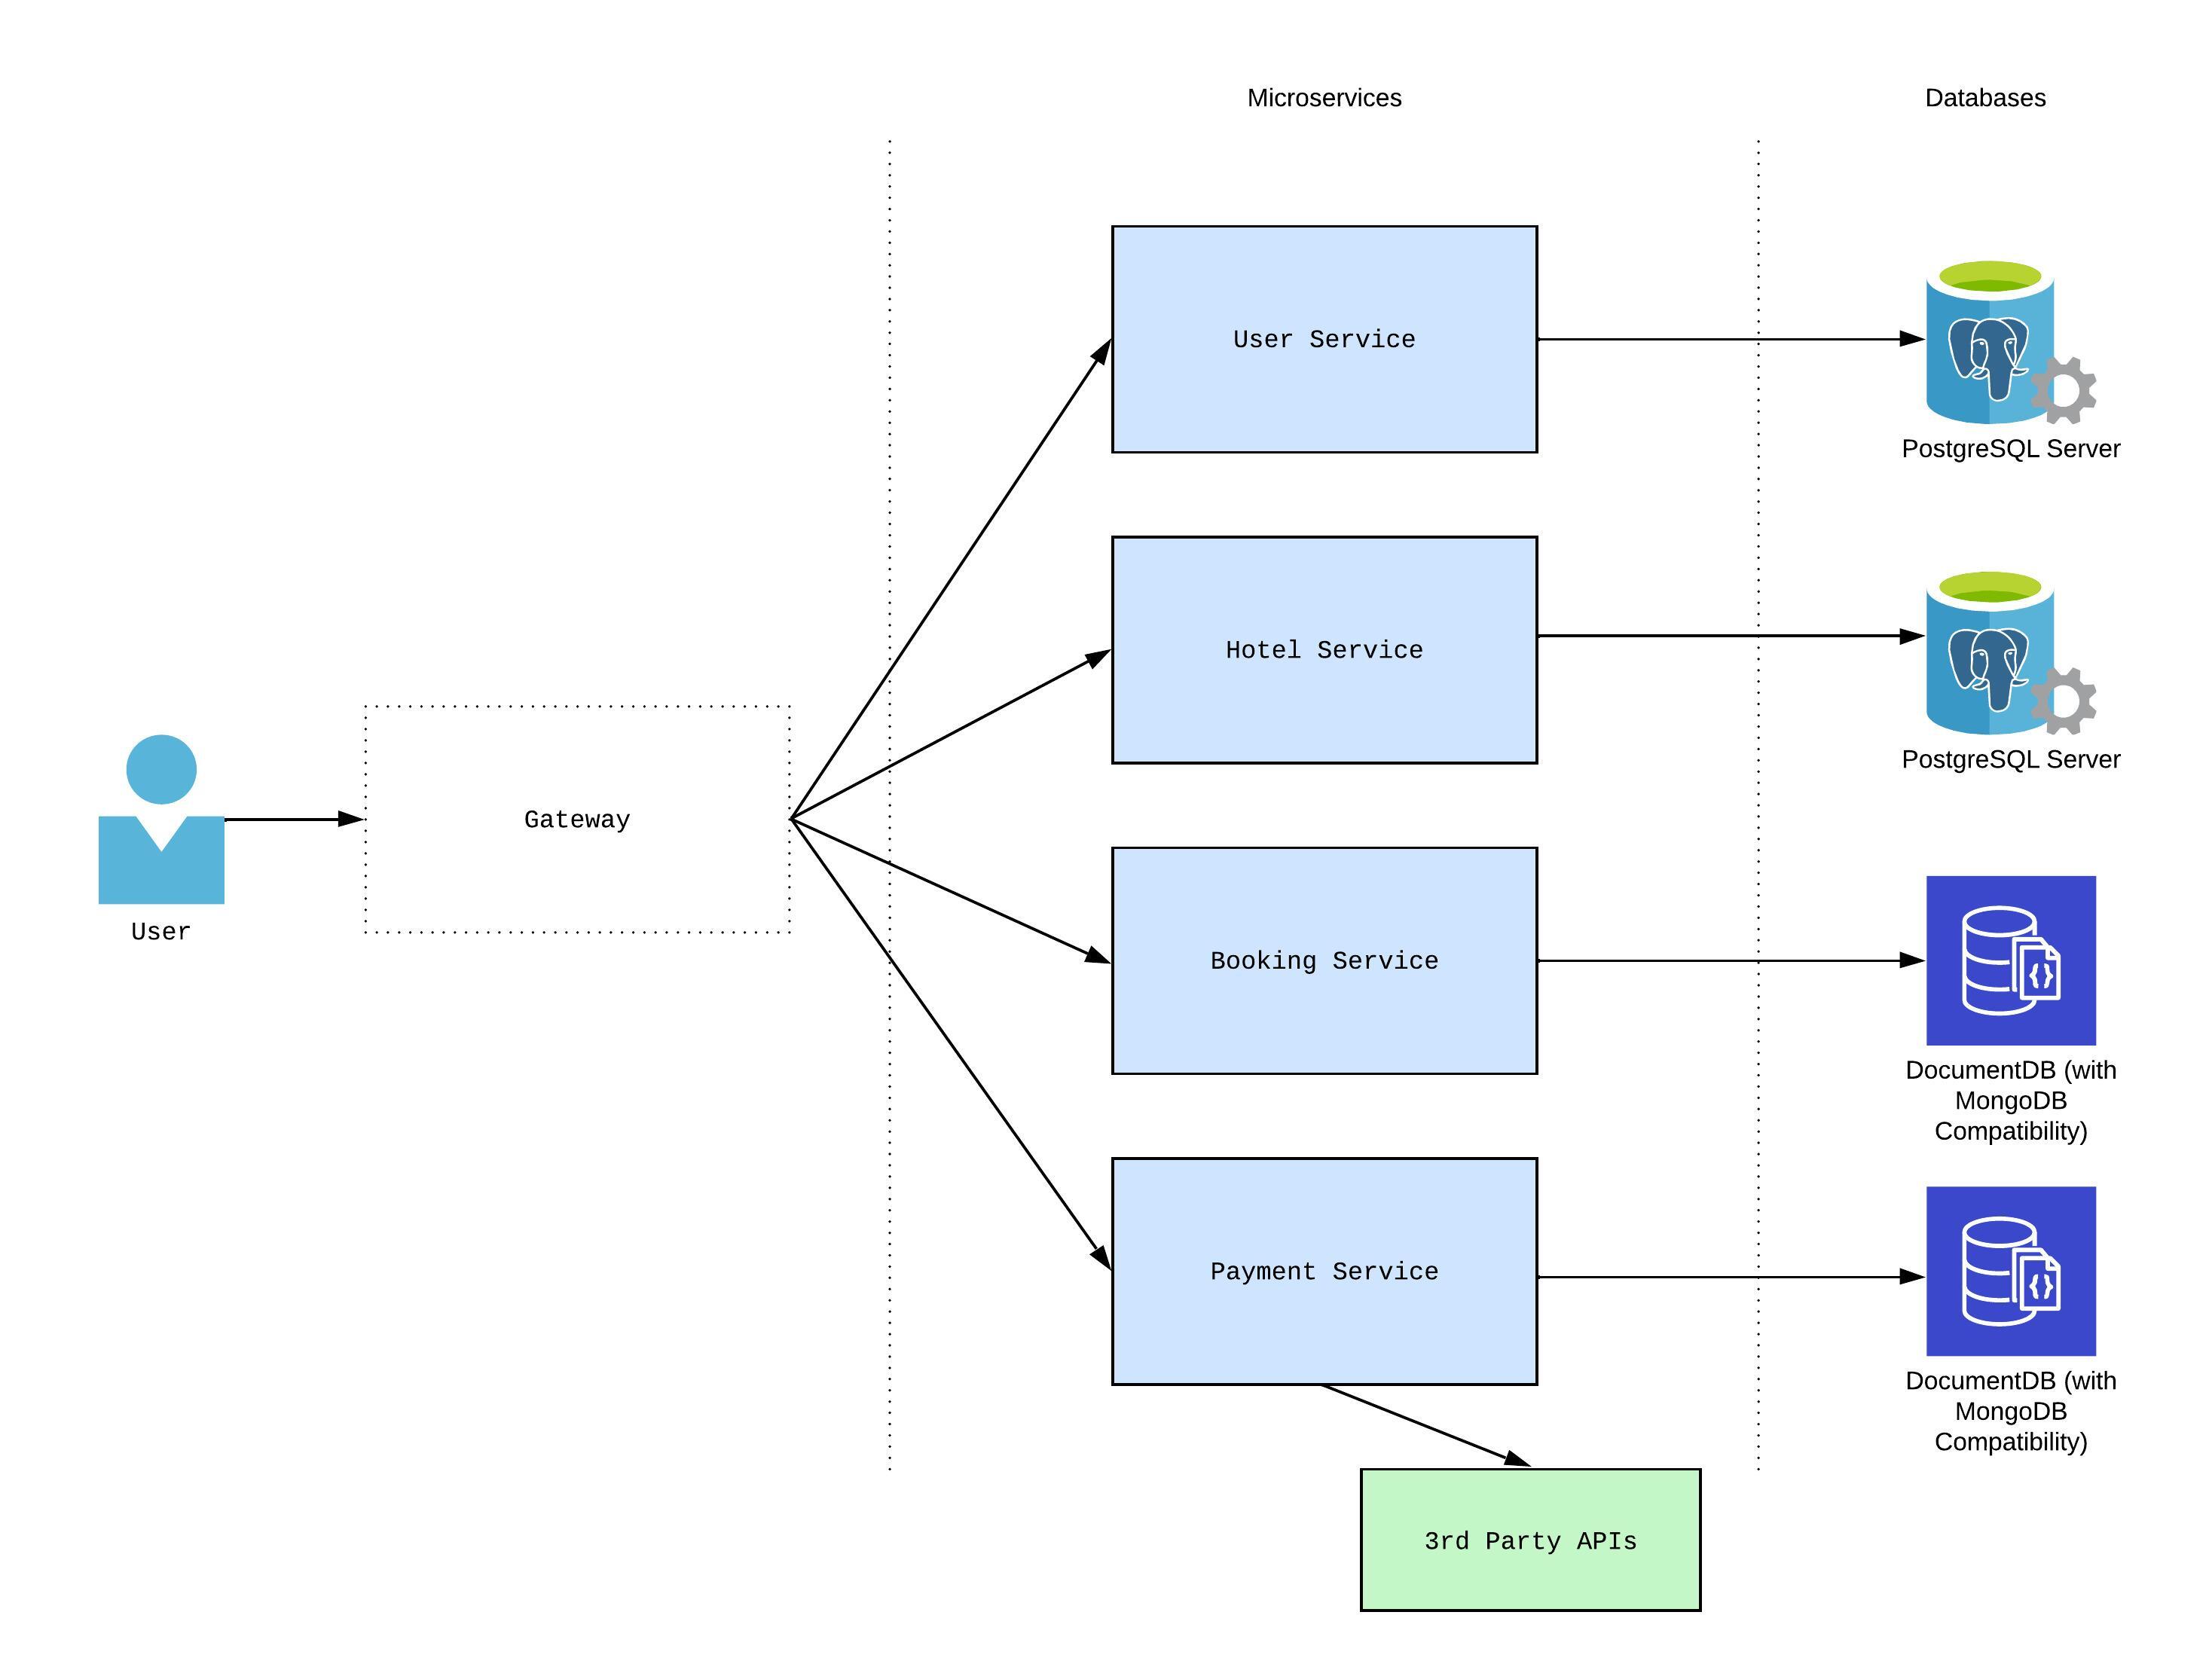 Microservices
Databases
User Service
PostgreSQL Server
Hotel Service
PostgreSQL Server
Gateway
User
Booking Service
DocumentDB (with
MongoDB
Compatibility)
Payment Service
DocumentDB (with
MongoDB
Compatibility)
3rd Party APIs